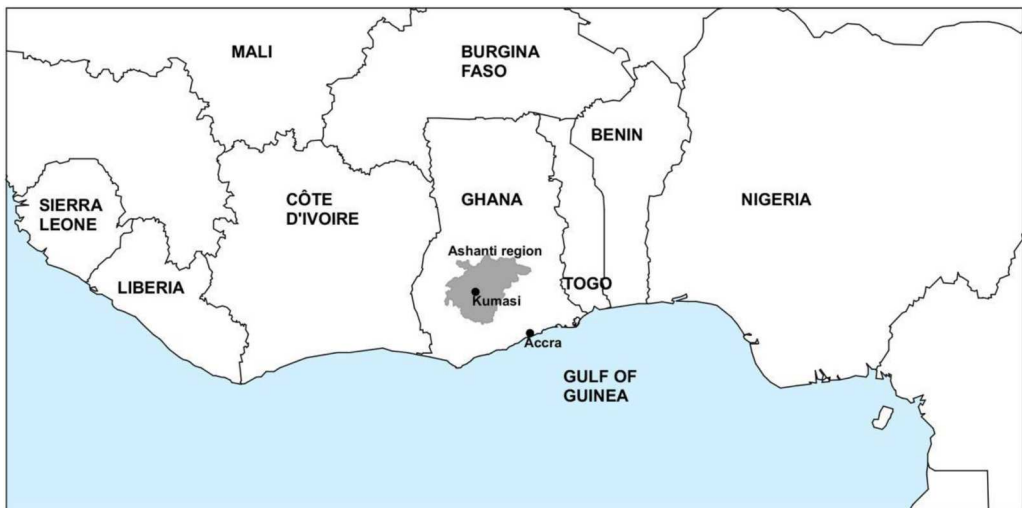 MALI
BURGINA
FASO
BENIN
SIERRA
LEONE
CÔTE
D'IVOIRE
GHANA
NIGERIA
Ashanti region
LIBERIA
TOGO
Kumasi
Accra
GULF OF
GUINEA